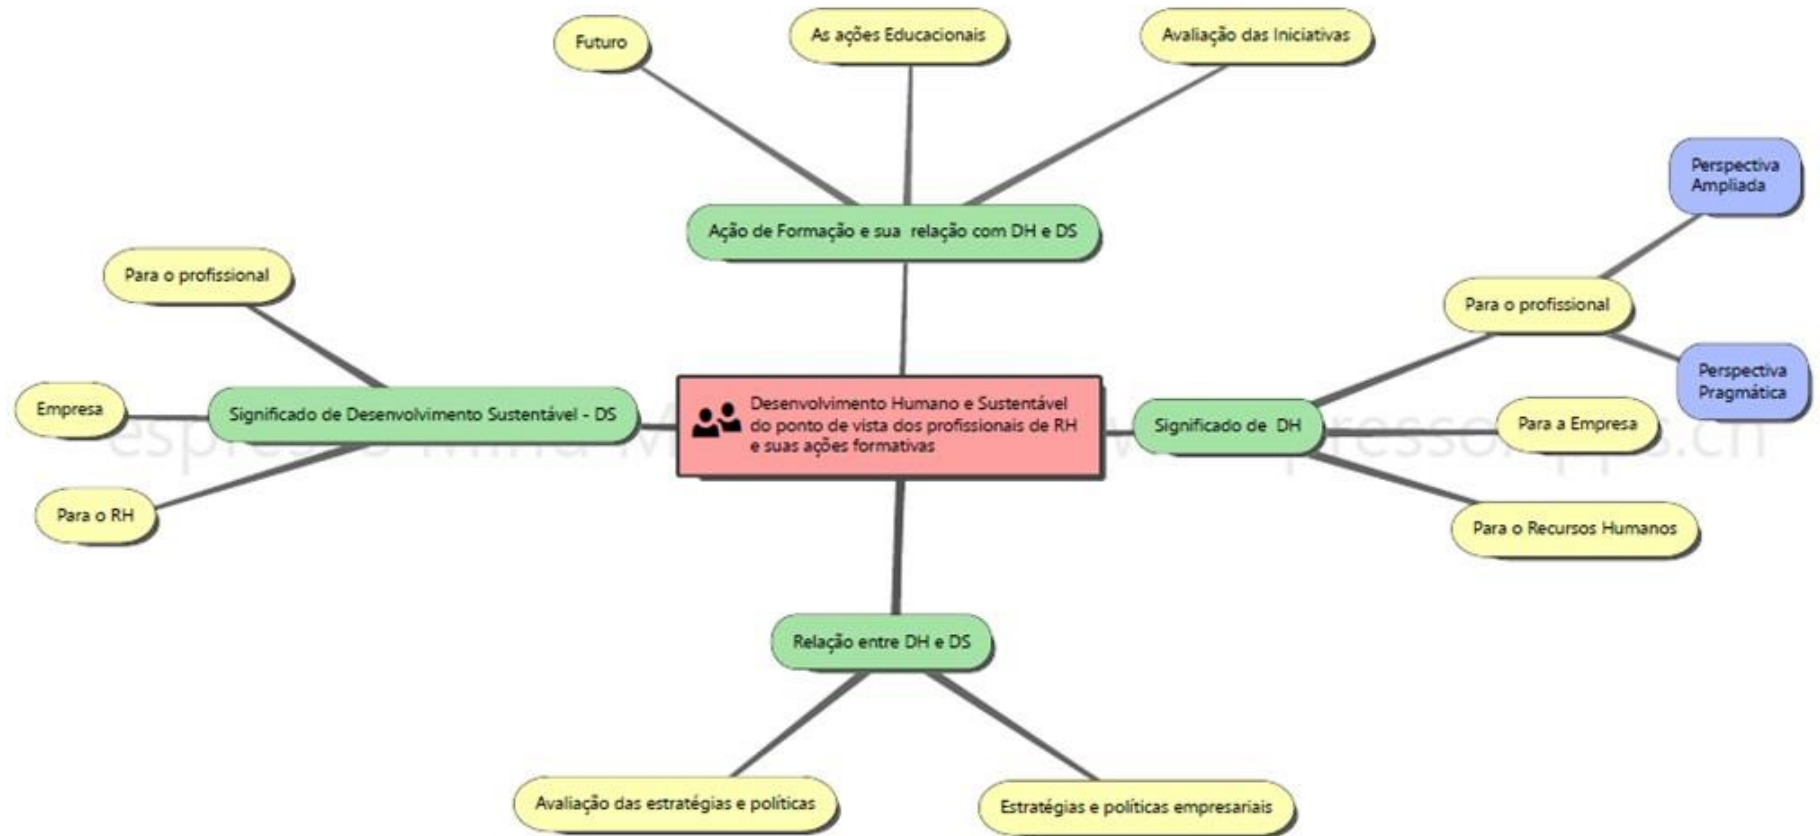 Futuro
As ações Educacionais
Avaliação das Iniciativas
Perspectiva
Ampliada
Ação de Formação e sua relação com DH e DS
Para o profissional
Para o profissional
Perspectiva
Pragmática
Empresa
Significado de Desenvolvimento Sustentável - DS
Desenvolvimento Humano e Sustentável
do ponto de vista dos profissionais de RH
e suas ações formativas
Significado de DH
Para a Empresa
Para o RH
Para o Recursos Humanos
Relação entre DH e DS
Avaliação das estratégias e políticas
Estratégias e políticas empresariais